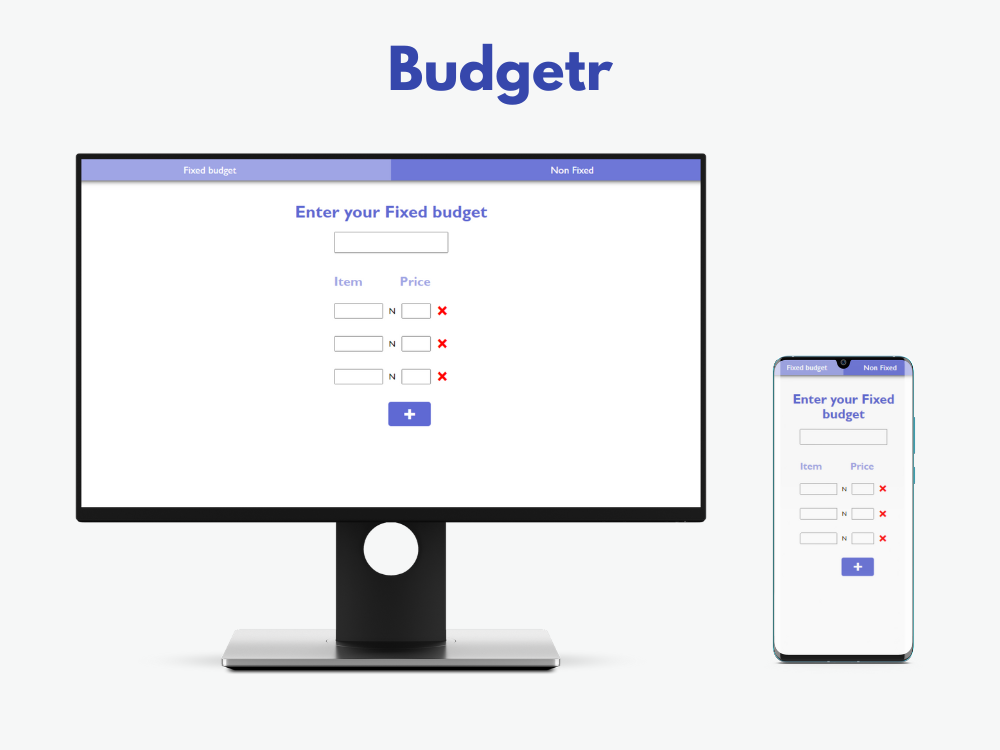 Budgetr
Fixed budget Non Fixed
Enter your Fixed budget
Item Price
N
N
N
+
Fixed budget Non Fixed
Enter your Fixed
budget
Item Price
N
N
N
+